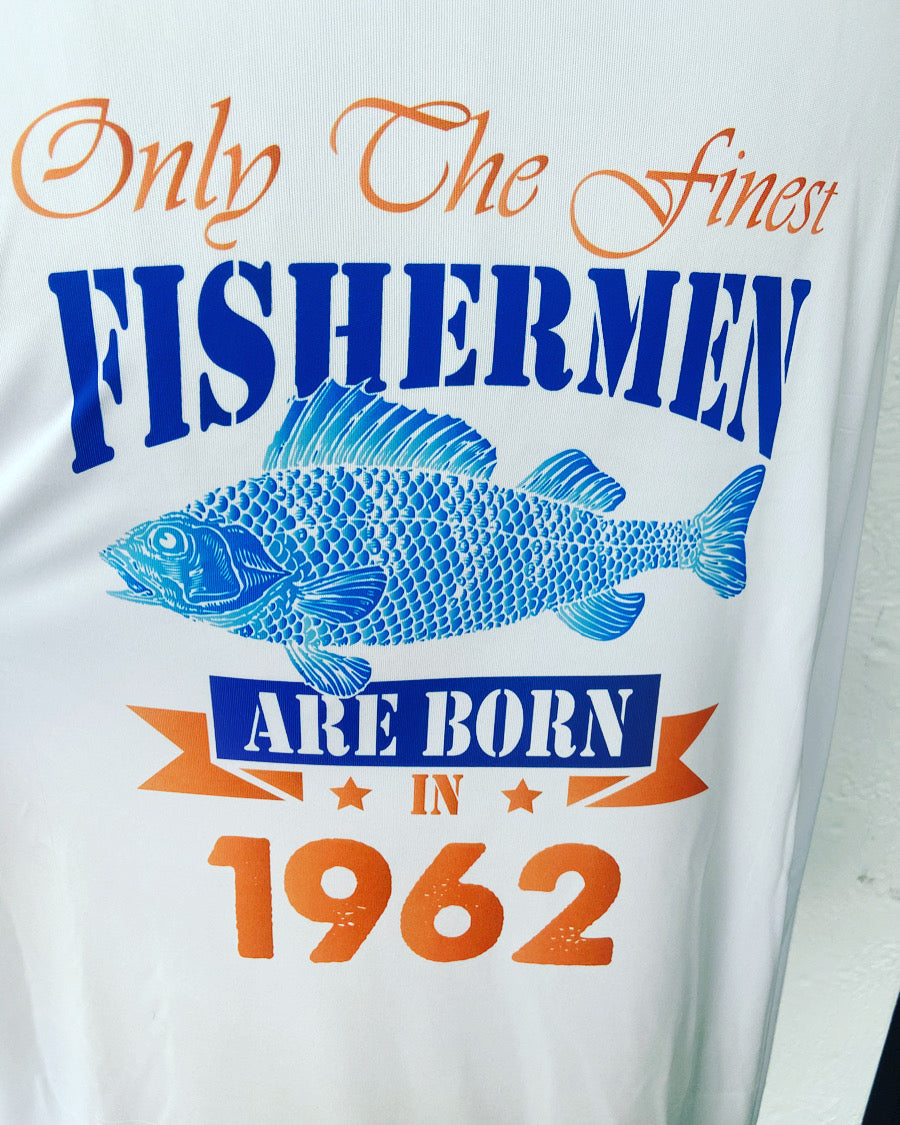 Only The Finest
FISHERMEN
ARE BORN
IN
1962